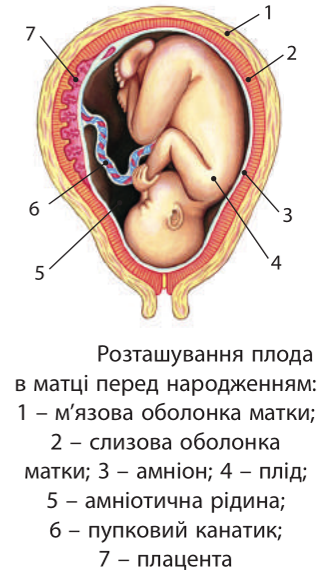 7
1
2
6
3
5
4
Розташування плода
в матці перед народженням:
1 – м’язова оболонка матки;
2 – слизова оболонка
матки; 3 – амніон; 4 – плід;
5 – амніотична рідина;
6 – пупковий канатик;
7 – плацента